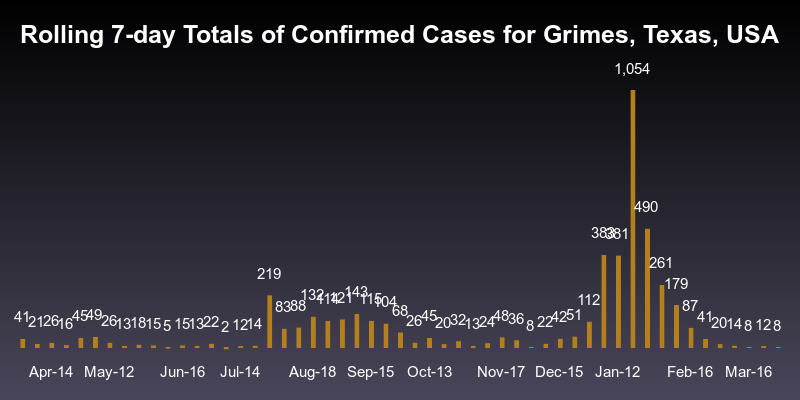 Rolling 7-day Totals of Confirmed Cases for Grimes, Texas, USA
1,054
490
383 381
261
219
179
143
132 114 121 115 104
112
83 88 68 87
41 21 26 16 45 49 26 13 18 15 5 15 13 22 2 12 14 26 45 20 32 13 24 48 36 8 22 42 51 41 20 14 8 12 8
Apr-14 May-12 Jun-16 Jul-14 Aug-18 Sep-15 Oct-13 Nov-17 Dec-15 Jan-12 Feb-16 Mar-16